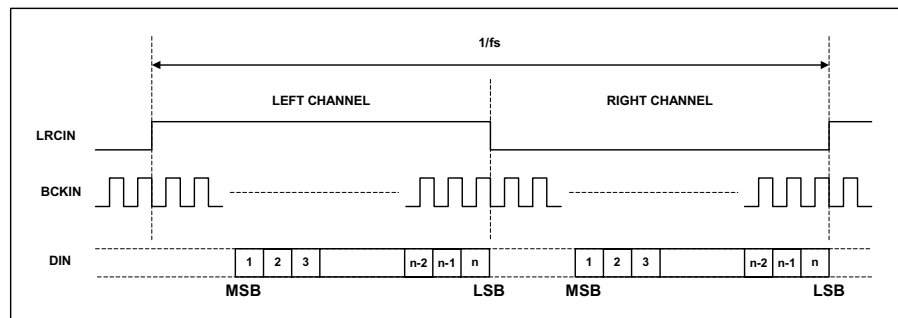 1/fs
LEFT CHANNEL RIGHT CHANNEL
LRCIN
BCKIN
DIN 1 2 3 n-2 n-1 n 1 2 3 n-2 n-1 n
MSB LSB MSB LSB